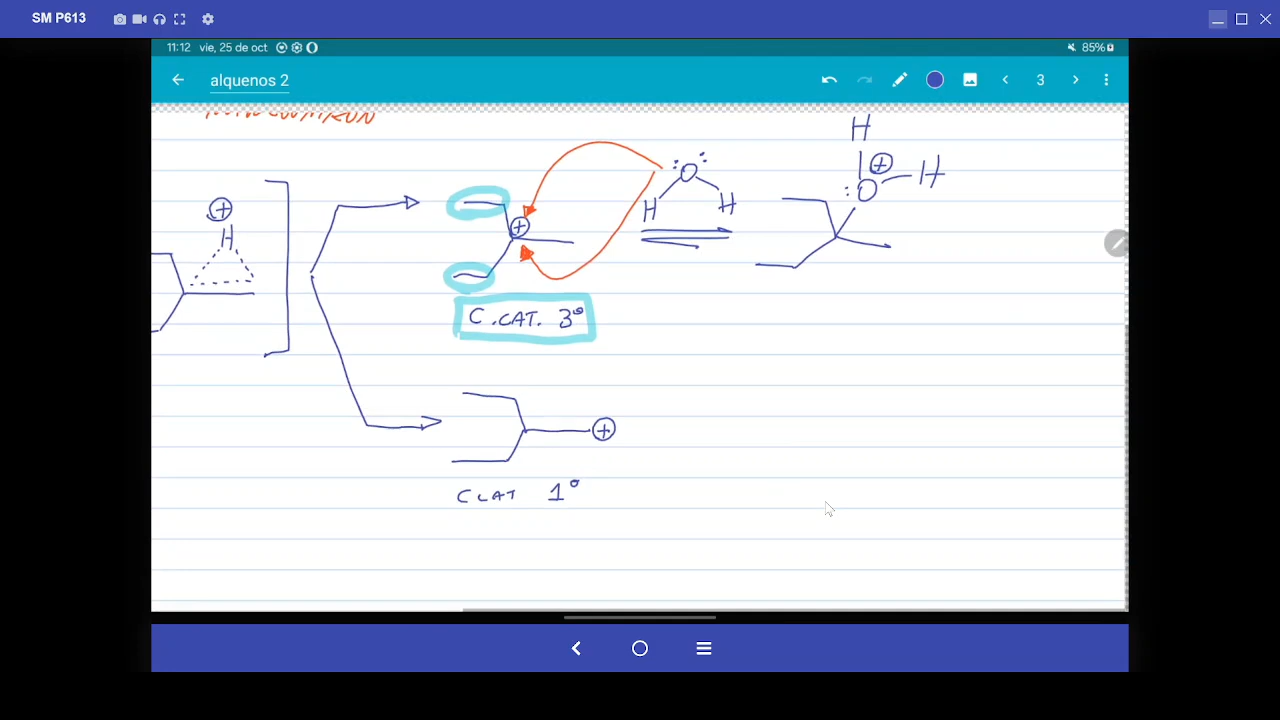 SM P613
11:12 vie, 25 de oct
85%
alquenos 2
3
H
⊕
:O
H
:O:
H H
⊕
H
⊕
C.CAT. 3°
⊕
C CAT 1°